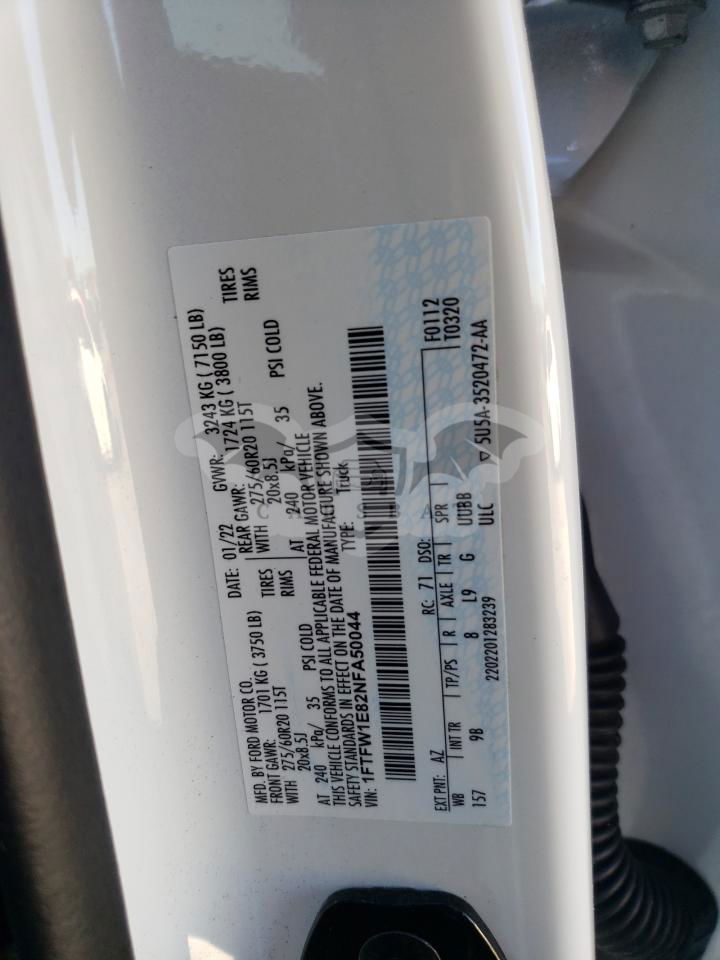 MFD. BY FORD MOTOR CO. DATE: 01/22 GVWR: 3243 KG ( 7150 LB)
FRONT GAWR: 1701 KG ( 3750 LB) REAR GAWR: 1724 KG ( 3800 LB)
WITH 275/60R20 115T TIRES WITH 275/60R20 115T TIRES
20x8.5J RIMS 20x8.5J RIMS
AT 240 kPa/ 35 PSI COLD AT 240 kPa/ 35 PSI COLD
THIS VEHICLE CONFORMS TO ALL APPLICABLE FEDERAL MOTOR VEHICLE
SAFETY STANDARDS IN EFFECT ON THE DATE OF MANUFACTURE SHOWN ABOVE.
VIN: 1FTFW1E82NFA50044 TYPE: Truck
F0112
T0320
EXT PNT: AZ RC: 71 DSO:
WB INT TR TP/PS R AXLE TR SPR
157 9B 8 L9 G UUBB
2202201283239 ULC
5U5A-3520472-AA